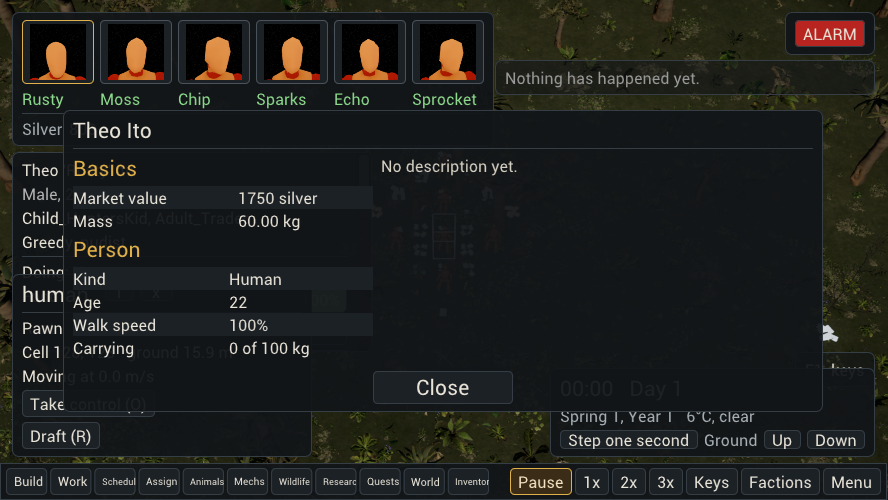 ALARM
Nothing has happened yet.
Rusty Moss Chip Sparks Echo Sprocket
Silver
Theo Ito
Basics
No description yet.
Market value 1750 silver
Mass 60.00 kg
Person
Kind Human
Age 22
Walk speed 100%
Carrying 0 of 100 kg
Close
Theo
Male,
Child_
Greed
Doing
human
Pawn
Cell
Moving at 0.0 m/s
Take control (O)
Draft (R)
00:00 Day 1
Spring 1, Year 1 6°C, clear
Step one second Ground Up Down
Build Work Schedul Assign Animals Mechs Wildlife Researc Quests World Inventor Pause 1x 2x 3x Keys Factions Menu